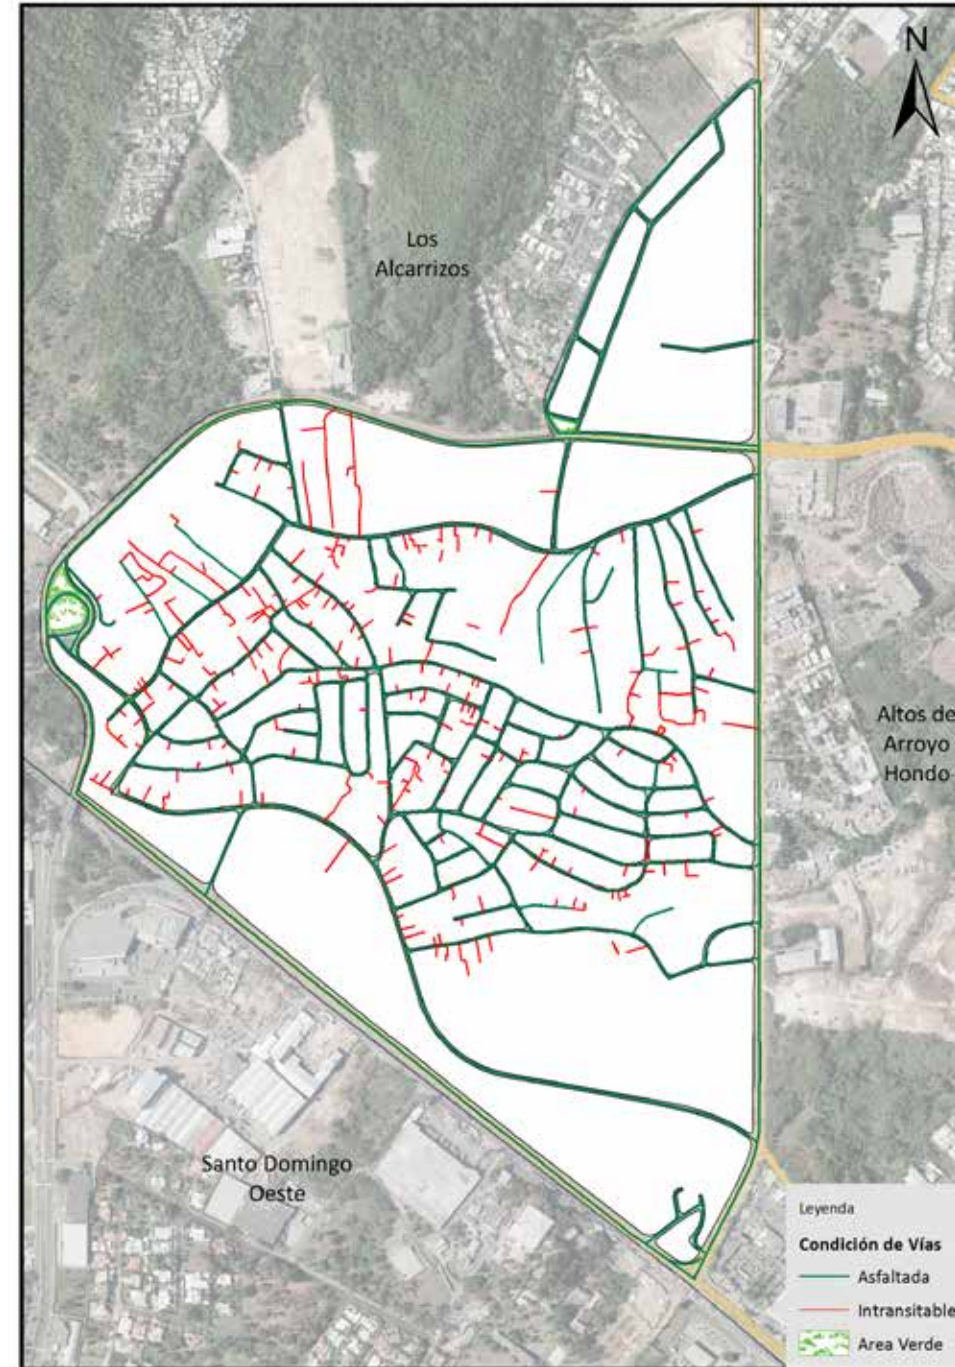 N
Los
Alcarrizos
Altos de
Arroyo
Hondo
Santo Domingo
Oeste
Leyenda
Condición de Vías
Asfaltada
Intransitable
Area Verde